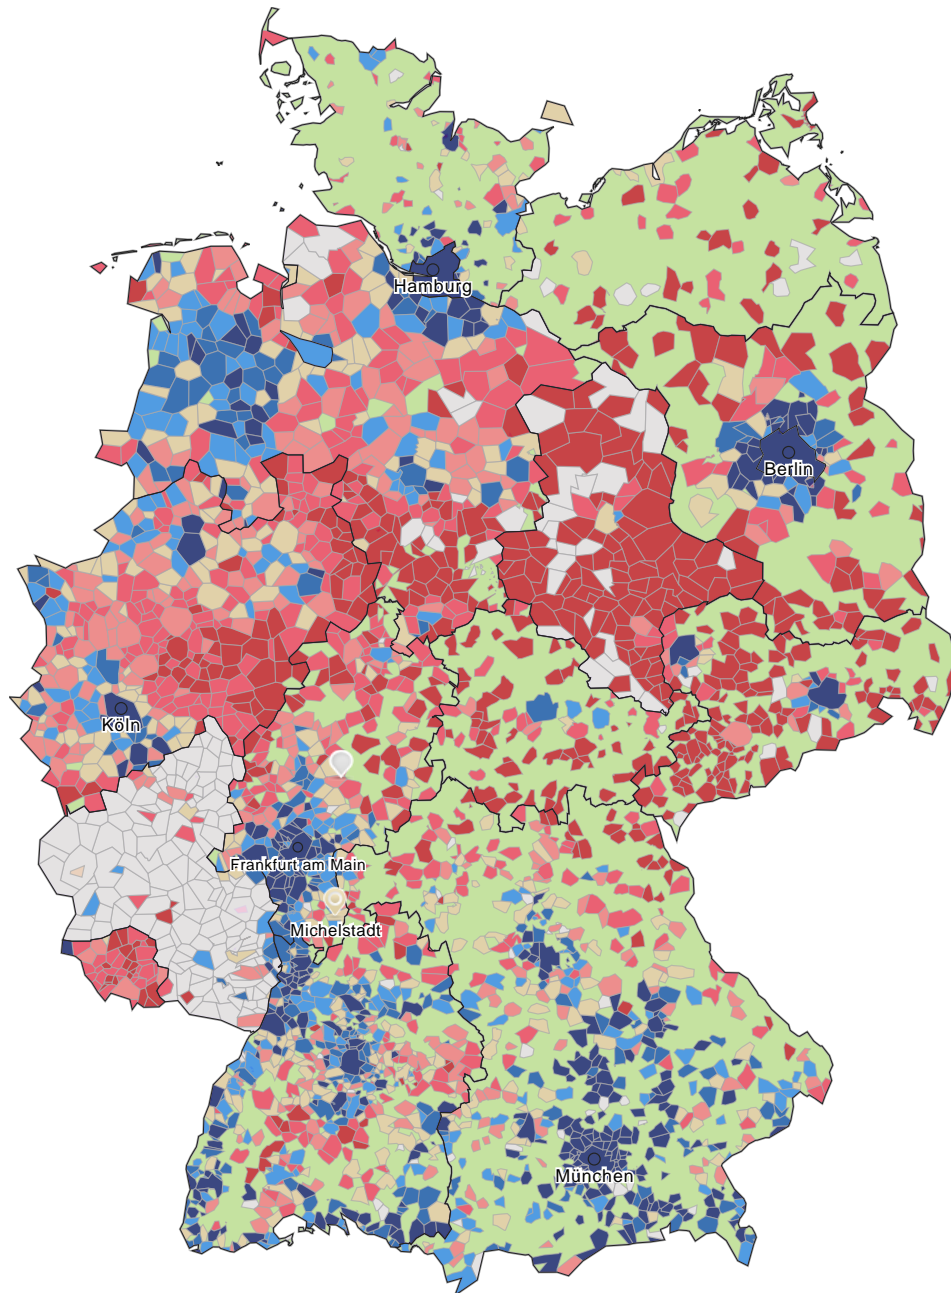 Hamburg
Berlin
Köln
Frankfurt am Main
Michelstadt
München